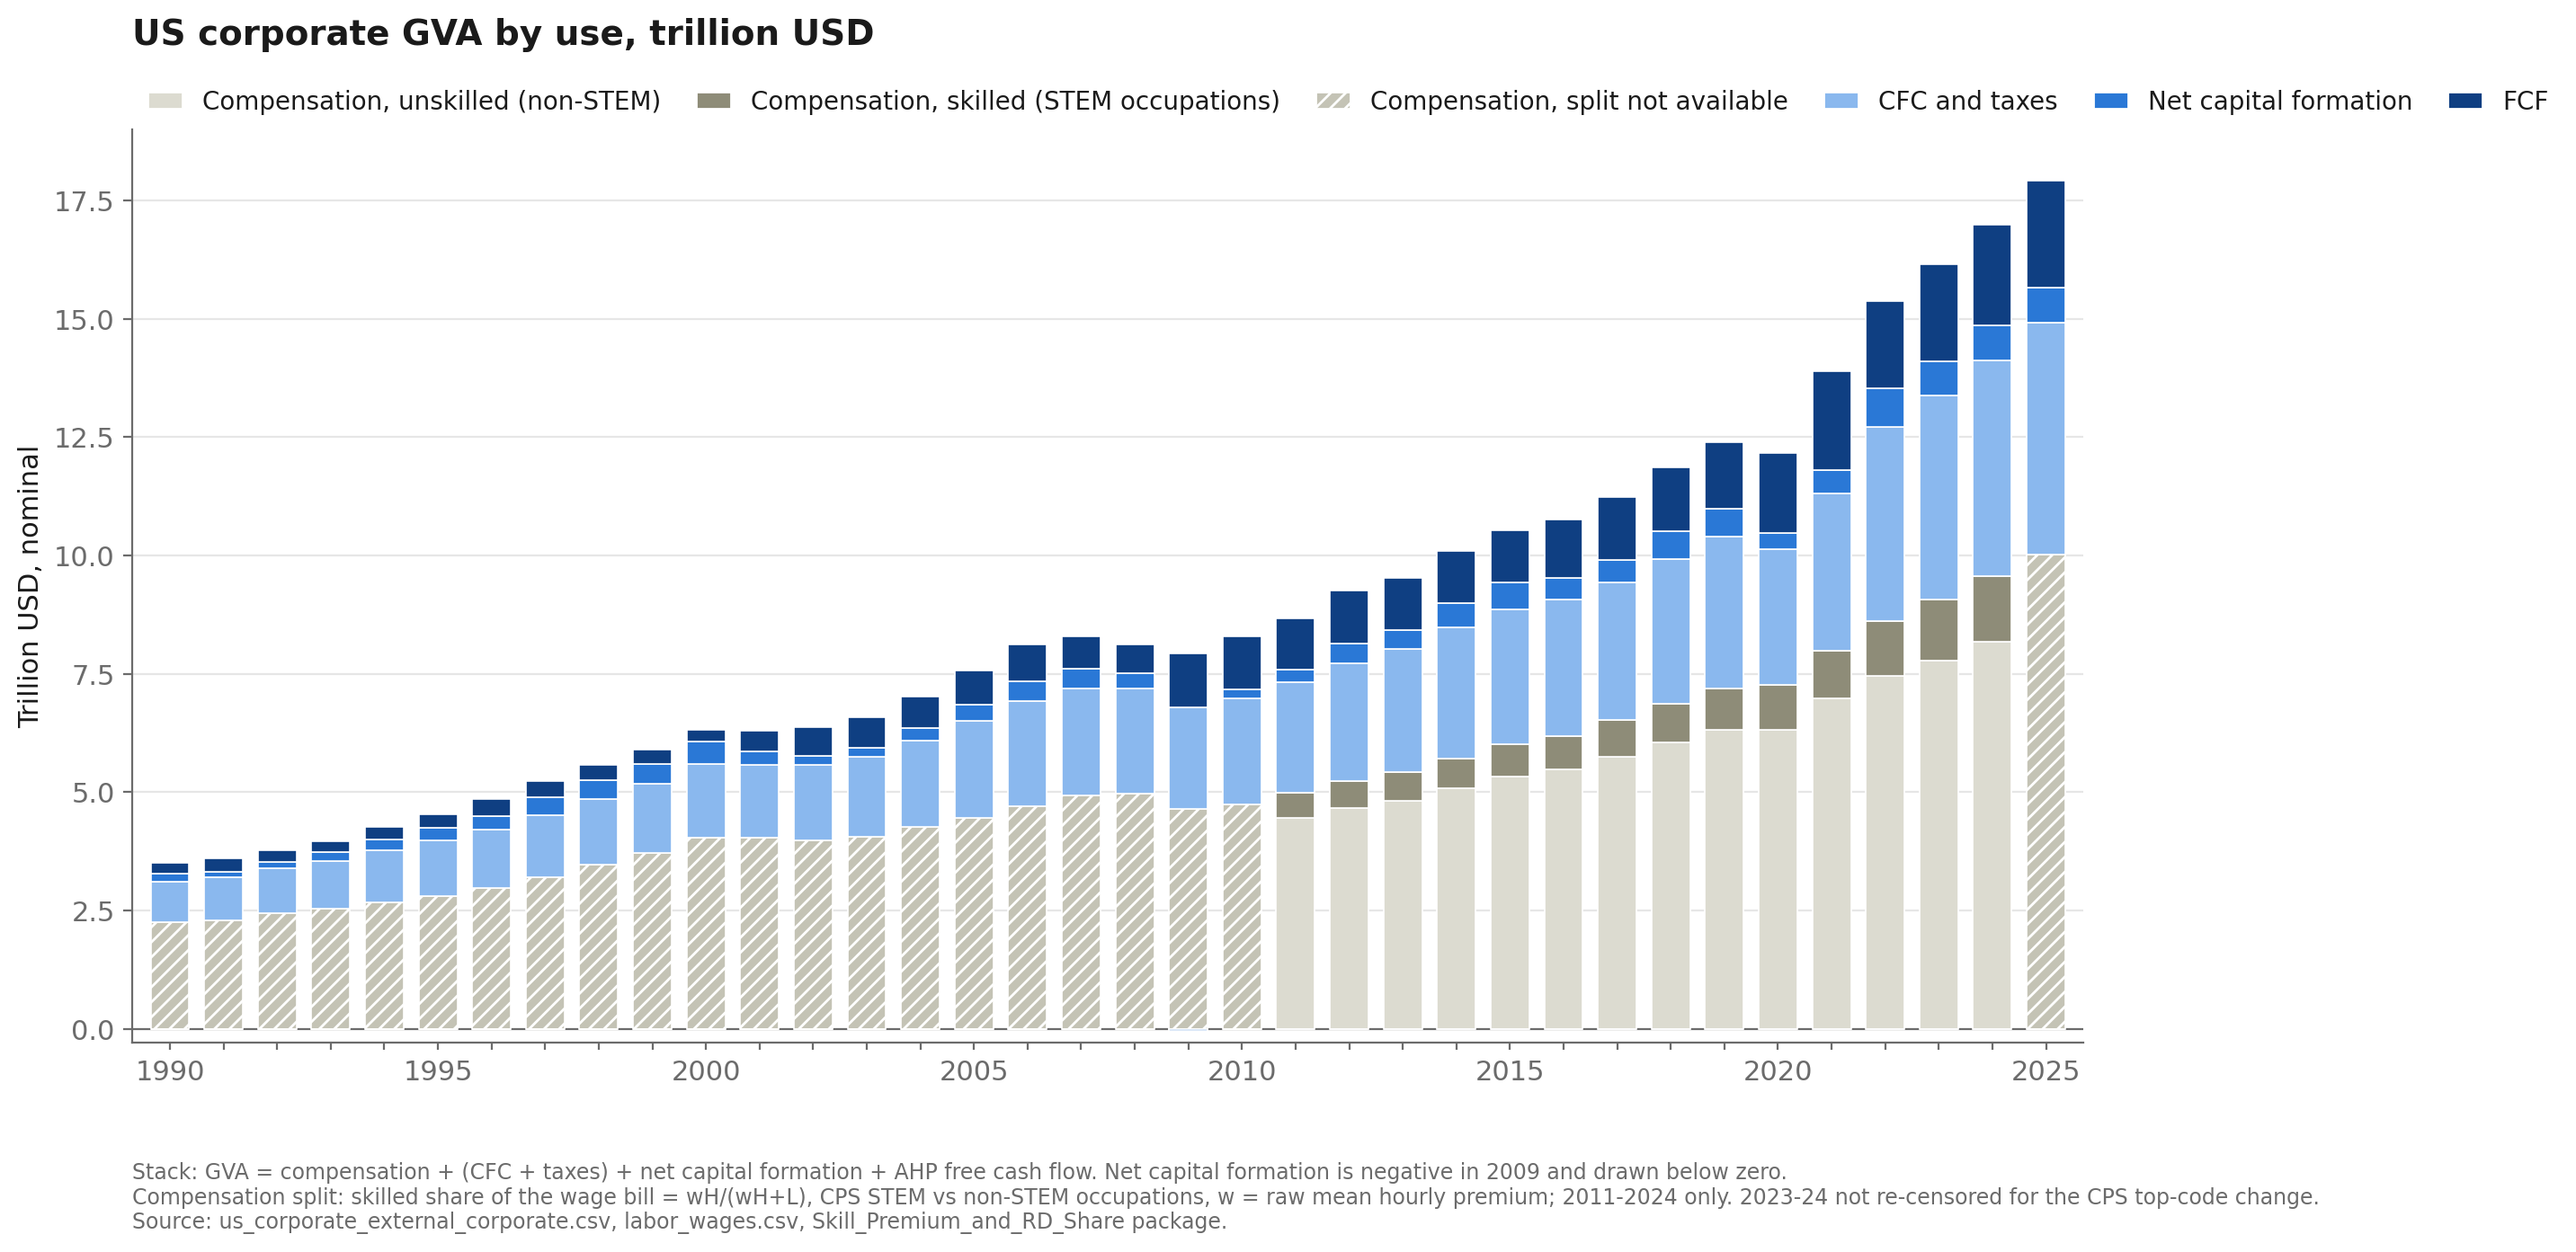 US corporate GVA by use, trillion USD
Compensation, unskilled (non-STEM) Compensation, skilled (STEM occupations) Compensation, split not available CFC and taxes Net capital formation FCF
Trillion USD, nominal
17.5
15.0
12.5
10.0
7.5
5.0
2.5
0.0
1990 1995 2000 2005 2010 2015 2020 2025
Stack: GVA = compensation + (CFC + taxes) + net capital formation + AHP free cash flow. Net capital formation is negative in 2009 and drawn below zero.
Compensation split: skilled share of the wage bill = wH/(wH+L), CPS STEM vs non-STEM occupations, w = raw mean hourly premium; 2011-2024 only. 2023-24 not re-censored for the CPS top-code change.
Source: us_corporate_external_corporate.csv, labor_wages.csv, Skill_Premium_and_RD_Share package.